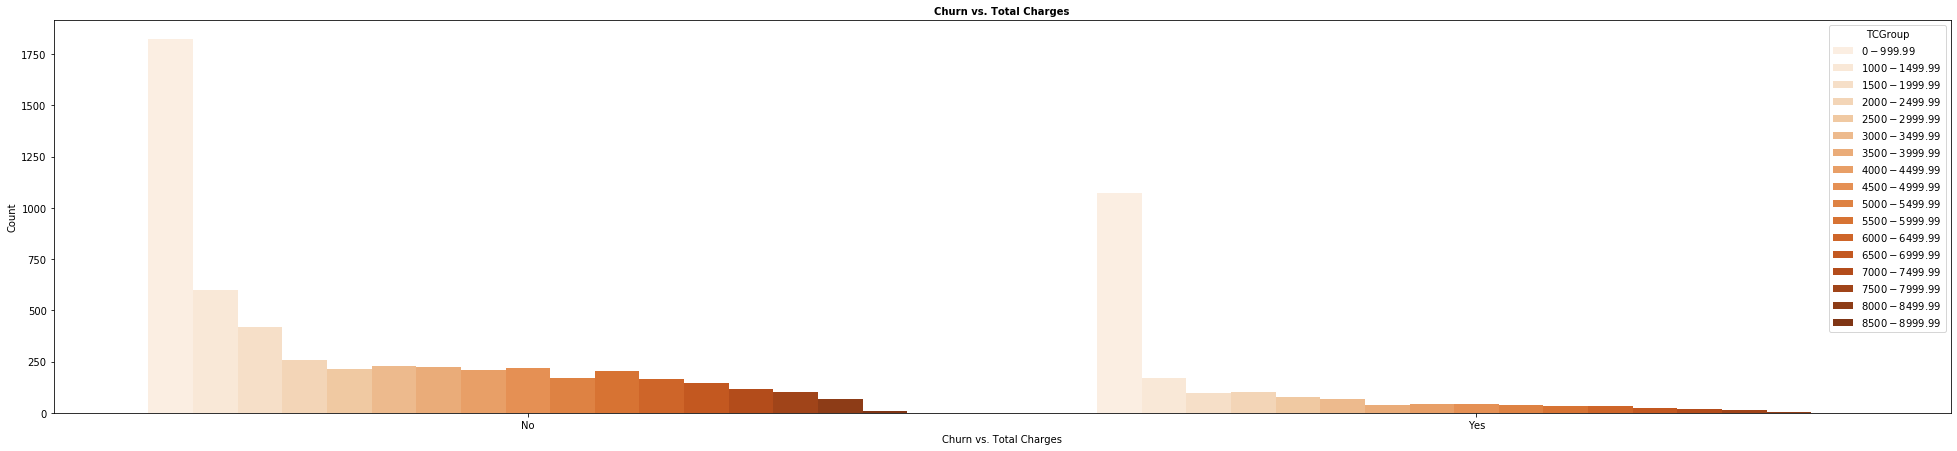 Churn vs. Total Charges
TCGroup
0 − 999.99
1000 − 1499.99
1500 − 1999.99
2000 − 2499.99
2500 − 2999.99
3000 − 3499.99
3500 − 3999.99
4000 − 4499.99
4500 − 4999.99
5000 − 5499.99
5500 − 5999.99
6000 − 6499.99
6500 − 6999.99
7000 − 7499.99
7500 − 7999.99
8000 − 8499.99
8500 − 8999.99
Count
1750
1500
1250
1000
750
500
250
0
No
Yes
Churn vs. Total Charges